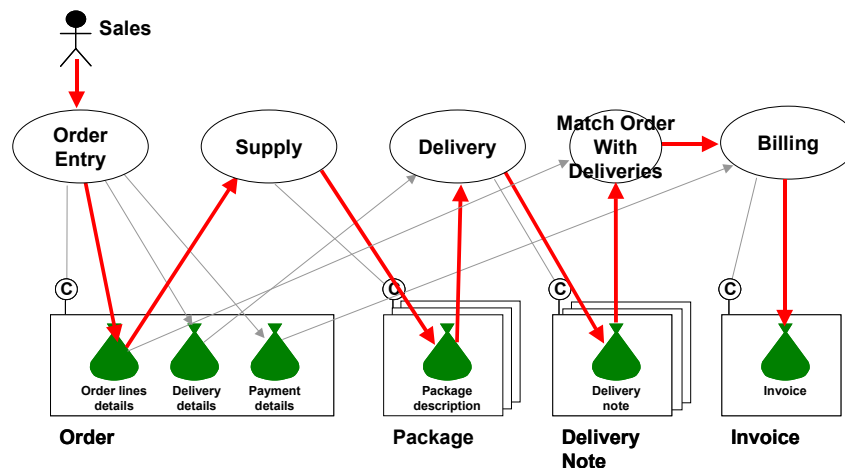 Sales
Order
Entry
Supply
Delivery
Match Order
With
Deliveries
Billing
C
C
C
C
Order lines
details
Delivery
details
Payment
details
Package
description
Delivery
note
Invoice
Order
Package
Delivery
Note
Invoice